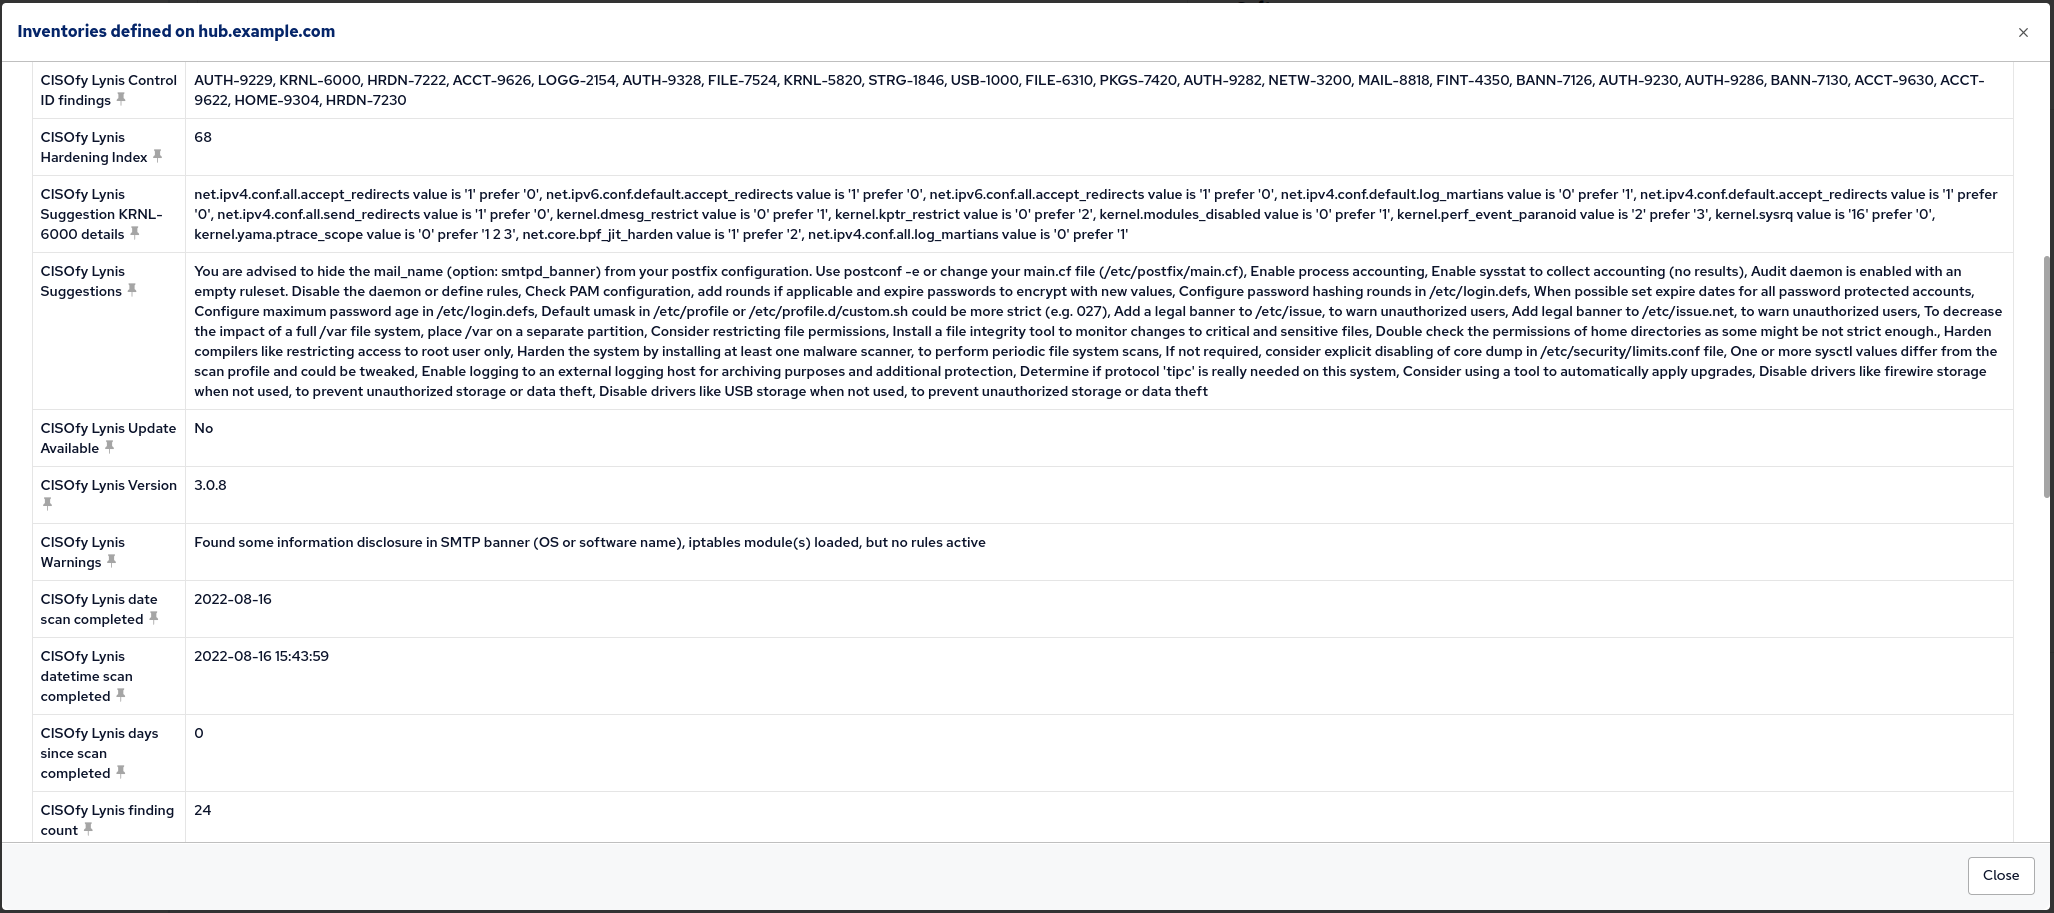 Inventories defined on hub.example.com
×
CISOfy Lynis Control
ID findings
AUTH-9229, KRNL-6000, HRDN-7222, ACCT-9626, LOGG-2154, AUTH-9328, FILE-7524, KRNL-5820, STRG-1846, USB-1000, FILE-6310, PKGS-7420, AUTH-9282, NETW-3200, MAIL-8818, FINT-4350, BANN-7126, AUTH-9230, AUTH-9286, BANN-7130, ACCT-9630, ACCT-
9622, HOME-9304, HRDN-7230
CISOfy Lynis
Hardening Index
68
CISOfy Lynis
Suggestion KRNL-
6000 details
net.ipv4.conf.all.accept_redirects value is '1' prefer '0', net.ipv6.conf.default.accept_redirects value is '1' prefer '0', net.ipv6.conf.all.accept_redirects value is '1' prefer '0', net.ipv4.conf.default.log_martians value is '0' prefer '1', net.ipv4.conf.default.accept_redirects value is '1' prefer
'0', net.ipv4.conf.all.send_redirects value is '1' prefer '0', kernel.dmesg_restrict value is '0' prefer '1', kernel.kptr_restrict value is '0' prefer '2', kernel.modules_disabled value is '0' prefer '1', kernel.perf_event_paranoid value is '2' prefer '3', kernel.sysrq value is '16' prefer '0',
kernel.yama.ptrace_scope value is '0' prefer '1 2 3', net.core.bpf_jit_harden value is '1' prefer '2', net.ipv4.conf.all.log_martians value is '0' prefer '1'
CISOfy Lynis
Suggestions
You are advised to hide the mail_name (option: smtpd_banner) from your postfix configuration. Use postconf -e or change your main.cf file (/etc/postfix/main.cf), Enable process accounting, Enable sysstat to collect accounting (no results), Audit daemon is enabled with an
empty ruleset. Disable the daemon or define rules, Check PAM configuration, add rounds if applicable and expire passwords to encrypt with new values, Configure password hashing rounds in /etc/login.defs, When possible set expire dates for all password protected accounts,
Configure maximum password age in /etc/login.defs, Default umask in /etc/profile or /etc/profile.d/custom.sh could be more strict (e.g. 027), Add a legal banner to /etc/issue, to warn unauthorized users, Add legal banner to /etc/issue.net, to warn unauthorized users, To decrease
the impact of a full /var file system, place /var on a separate partition, Consider restricting file permissions, Install a file integrity tool to monitor changes to critical and sensitive files, Double check the permissions of home directories as some might be not strict enough., Harden
compilers like restricting access to root user only, Harden the system by installing at least one malware scanner, to perform periodic file system scans, If not required, consider explicit disabling of core dump in /etc/security/limits.conf file, One or more sysctl values differ from the
scan profile and could be tweaked, Enable logging to an external logging host for archiving purposes and additional protection, Determine if protocol 'tipc' is really needed on this system, Consider using a tool to automatically apply upgrades, Disable drivers like firewire storage
when not used, to prevent unauthorized storage or data theft, Disable drivers like USB storage when not used, to prevent unauthorized storage or data theft
CISOfy Lynis Update
Available
No
CISOfy Lynis Version
3.0.8
CISOfy Lynis
Warnings
Found some information disclosure in SMTP banner (OS or software name), iptables module(s) loaded, but no rules active
CISOfy Lynis date
scan completed
2022-08-16
CISOfy Lynis
datetime scan
completed
2022-08-16 15:43:59
CISOfy Lynis days
since scan
completed
0
CISOfy Lynis finding
count
24
Close